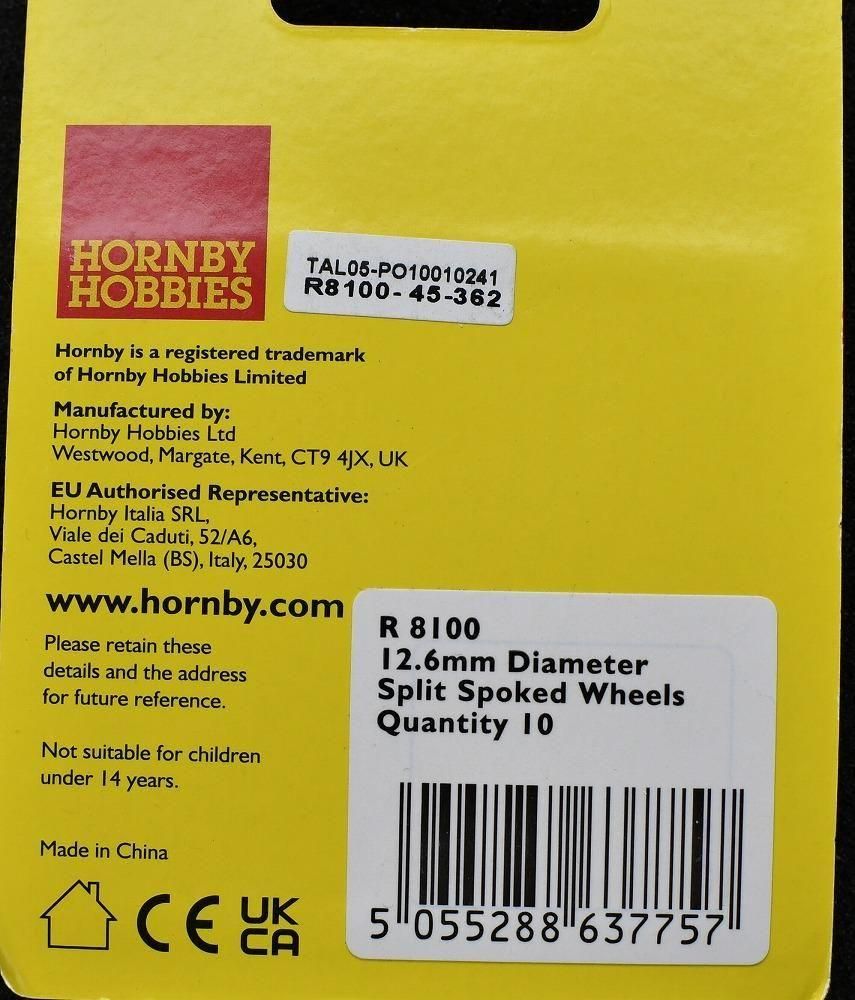 HORNBY
HOBBIES
TAL05-PO10010241
R8100-45-362
Hornby is a registered trademark
of Hornby Hobbies Limited
Manufactured by:
Hornby Hobbies Ltd
Westwood, Margate, Kent, CT9 4JX, UK
EU Authorised Representative:
Hornby Italia SRL,
Viale dei Caduti, 52/A6,
Castel Mella (BS), Italy, 25030
www.hornby.com
Please retain these
details and the address
for future reference.
Not suitable for children
under 14 years.
Made in China
CE
UK
CA
R 8100
12.6mm Diameter
Split Spoked Wheels
Quantity 10
5 055288 637757